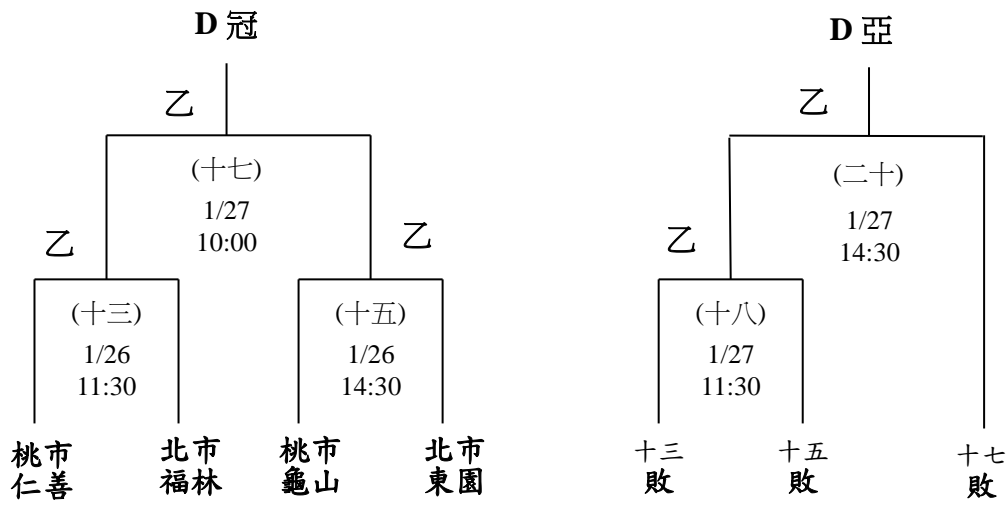 D 冠
乙
(十七)
1/27
10:00
乙
乙
(十三)
1/26
11:30
(十五)
1/26
14:30
桃市
仁善
北市
福林
桃市
龜山
北市
東園
D 亞
乙
(二十)
1/27
14:30
乙
(十八)
1/27
11:30
十三
敗
十五
敗
十七
敗